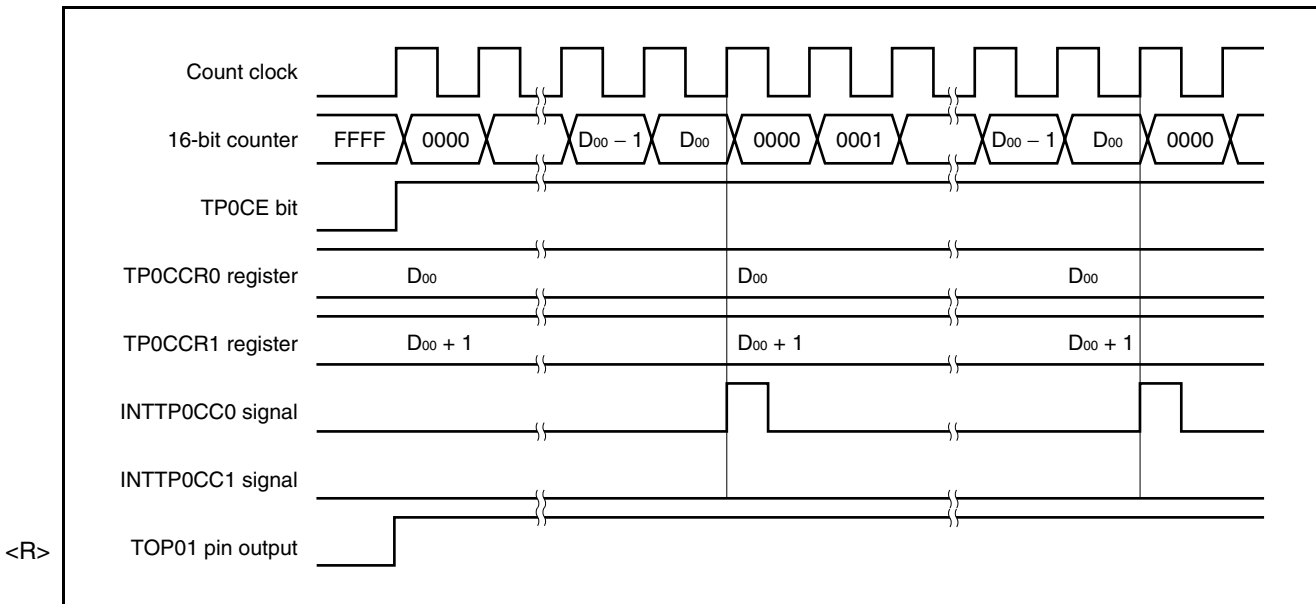 Count clock
16-bit counter FFFF 0000 D00 − 1 D00 0000 0001 D00 − 1 D00 0000
TP0CE bit
TP0CCR0 register D00 D00 D00
TP0CCR1 register D00 + 1 D00 + 1 D00 + 1
INTTP0CC0 signal
INTTP0CC1 signal
<R> TOP01 pin output